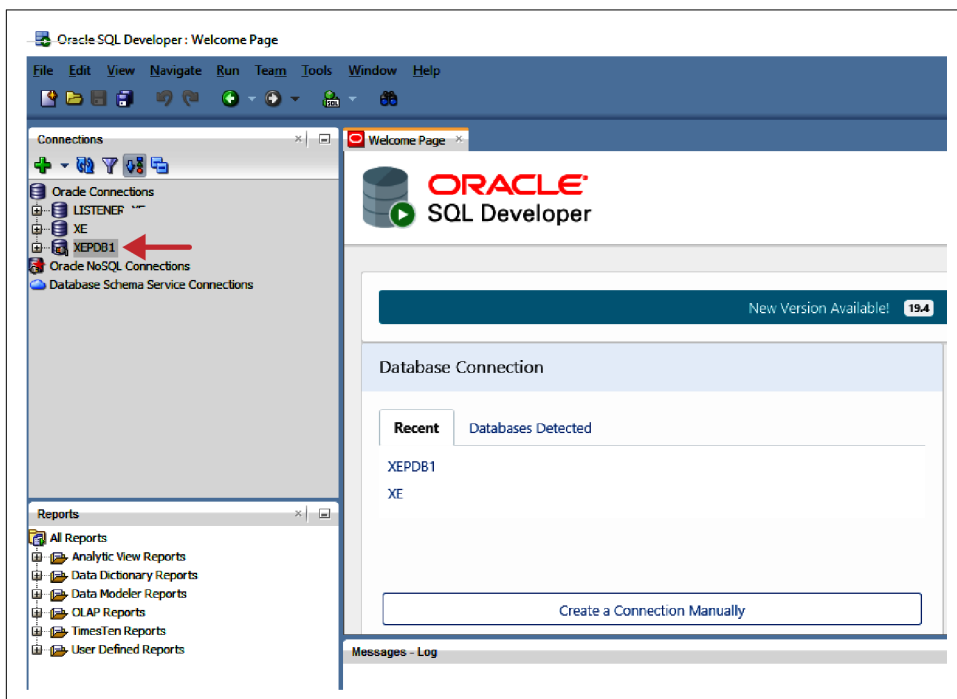 Oracle SQL Developer : Welcome Page
File Edit View Navigate Run Team Tools Window Help
SQL
Connections
Welcome Page
Oracle Connections
LISTENER
XE
XEPDB1
Oracle NoSQL Connections
Database Schema Service Connections
ORACLE
SQL Developer
New Version Available! 19.4
Database Connection
Recent Databases Detected
XEPDB1
XE
Create a Connection Manually
Reports
All Reports
Analytic View Reports
Data Dictionary Reports
Data Modeler Reports
OLAP Reports
TimesTen Reports
User Defined Reports
Messages - Log